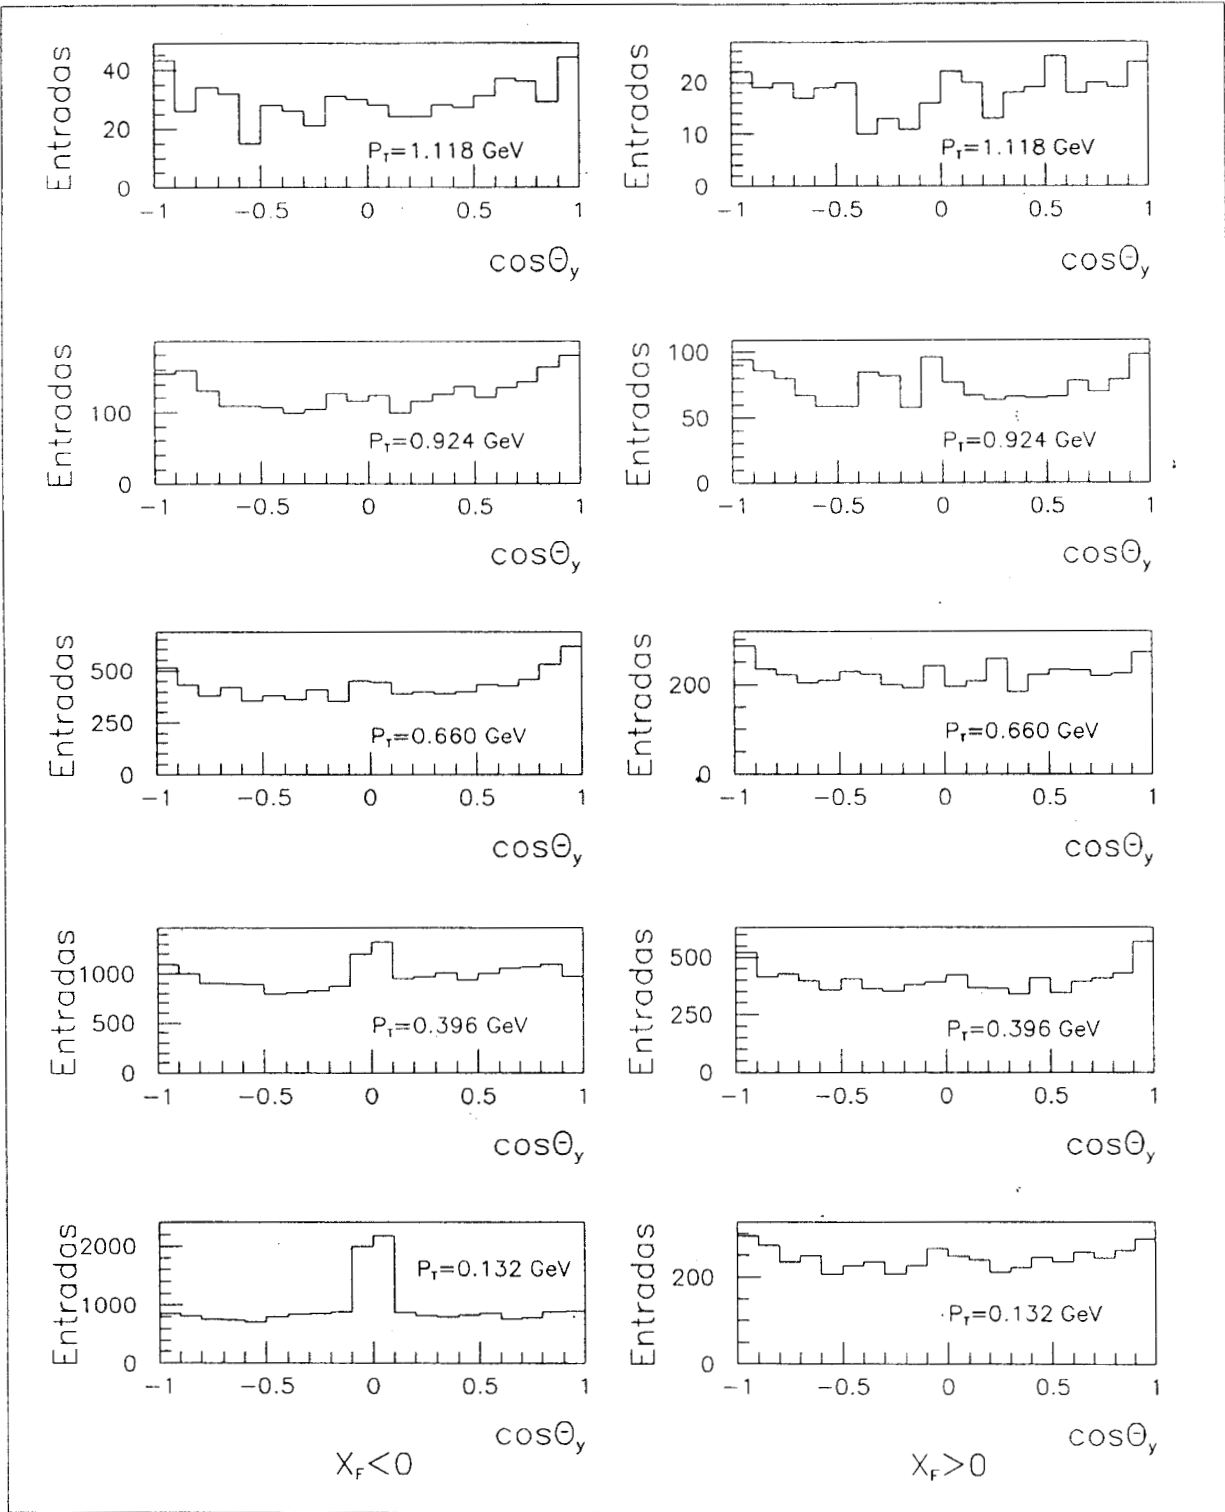 Entradas
40
20
0
P_T=1.118 GeV
−1 −0.5 0 0.5 1
cosΘ_y
Entradas
20
10
0
P_T=1.118 GeV
−1 −0.5 0 0.5 1
cosΘ_y
Entradas
100
0
P_T=0.924 GeV
−1 −0.5 0 0.5 1
cosΘ_y
Entradas
100
50
0
P_T=0.924 GeV
−1 −0.5 0 0.5 1
cosΘ_y
Entradas
500
250
0
P_T=0.660 GeV
−1 −0.5 0 0.5 1
cosΘ_y
Entradas
200
0
P_T=0.660 GeV
−1 −0.5 0 0.5 1
cosΘ_y
Entradas
1000
500
0
P_T=0.396 GeV
−1 −0.5 0 0.5 1
cosΘ_y
Entradas
500
250
0
P_T=0.396 GeV
−1 −0.5 0 0.5 1
cosΘ_y
Entradas
2000
1000
0
P_T=0.132 GeV
−1 −0.5 0 0.5 1
cosΘ_y
X_F<0
Entradas
200
0
P_T=0.132 GeV
−1 −0.5 0 0.5 1
cosΘ_y
X_F>0